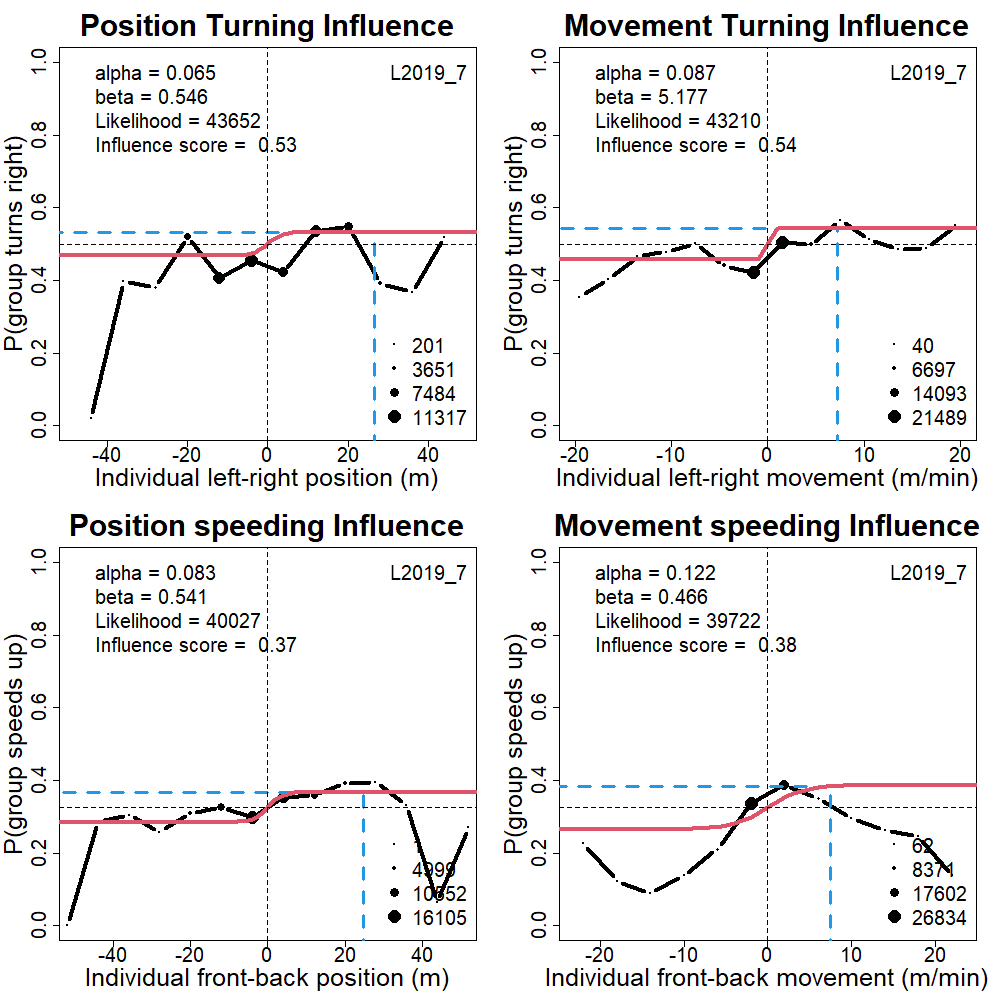 Position Turning Influence
P(group turns right)
1.0
0.8
0.6
0.4
0.2
0.0
alpha = 0.065
beta = 0.546
Likelihood = 43652
Influence score = 0.53
L2019_7
201
3651
7484
11317
-40 -20 0 20 40
Individual left-right position (m)
Movement Turning Influence
P(group turns right)
1.0
0.8
0.6
0.4
0.2
0.0
alpha = 0.087
beta = 5.177
Likelihood = 43210
Influence score = 0.54
L2019_7
40
6697
14093
21489
-20 -10 0 10 20
Individual left-right movement (m/min)
Position speeding Influence
P(group speeds up)
1.0
0.8
0.6
0.4
0.2
0.0
alpha = 0.083
beta = 0.541
Likelihood = 40027
Influence score = 0.37
L2019_7
4999
10552
16105
-40 -20 0 20 40
Individual front-back position (m)
Movement speeding Influence
P(group speeds up)
1.0
0.8
0.6
0.4
0.2
0.0
alpha = 0.122
beta = 0.466
Likelihood = 39722
Influence score = 0.38
L2019_7
62
8371
17602
26834
-20 -10 0 10 20
Individual front-back movement (m/min)